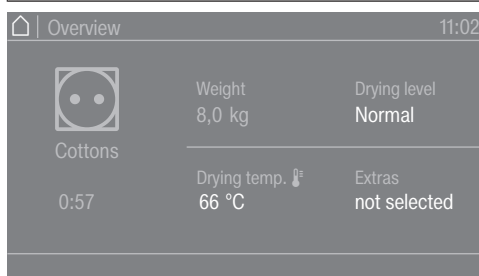 Overview
11:02
Weight
8,0 kg
Drying level
Normal
Cottons
0:57
Drying temp.
66 °C
Extras
not selected